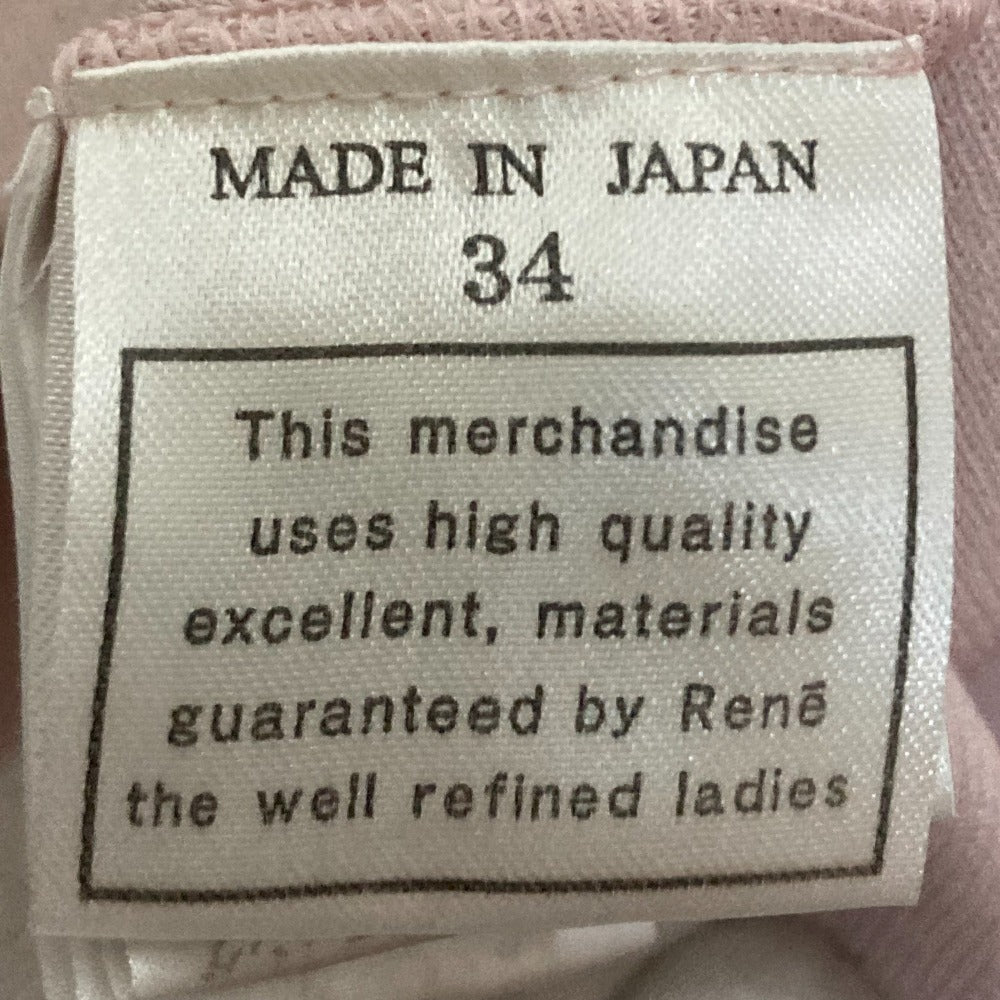 MADE IN JAPAN
34
This merchandise
uses high quality
excellent, materials
guaranteed by Renē
the well refined ladies